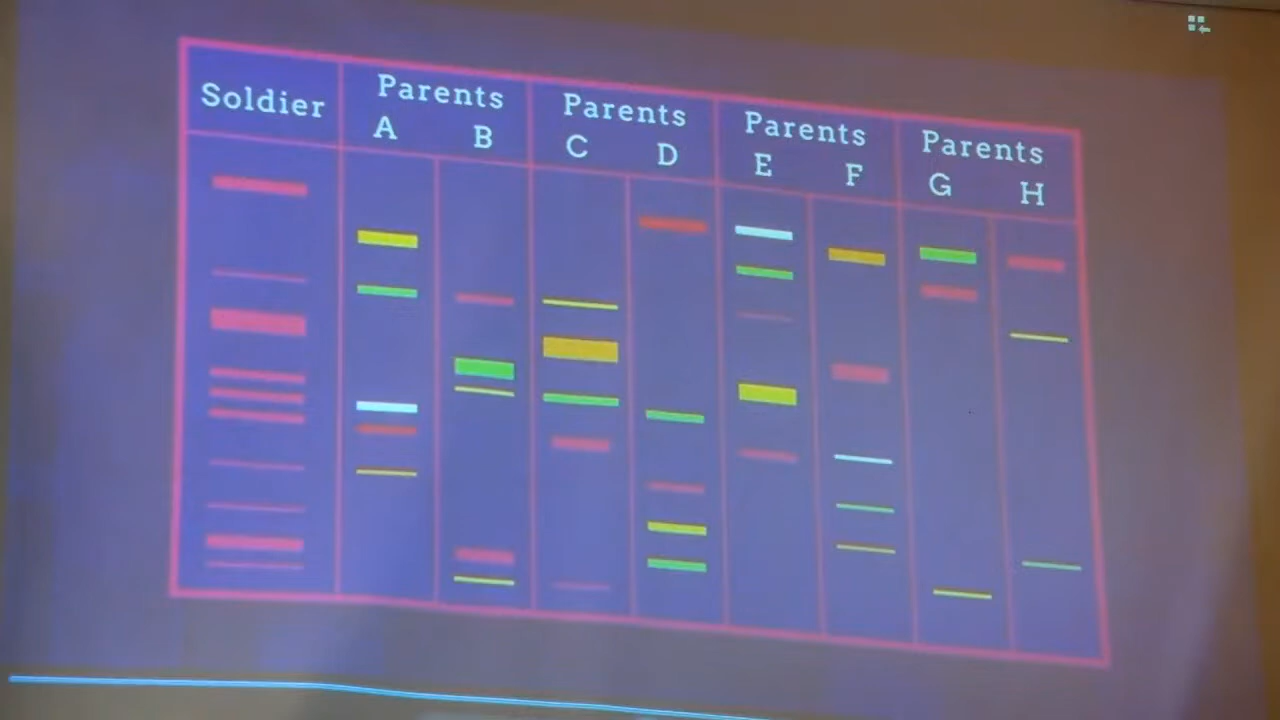 Soldier
Parents
A B
Parents
C D
Parents
E F
Parents
G H